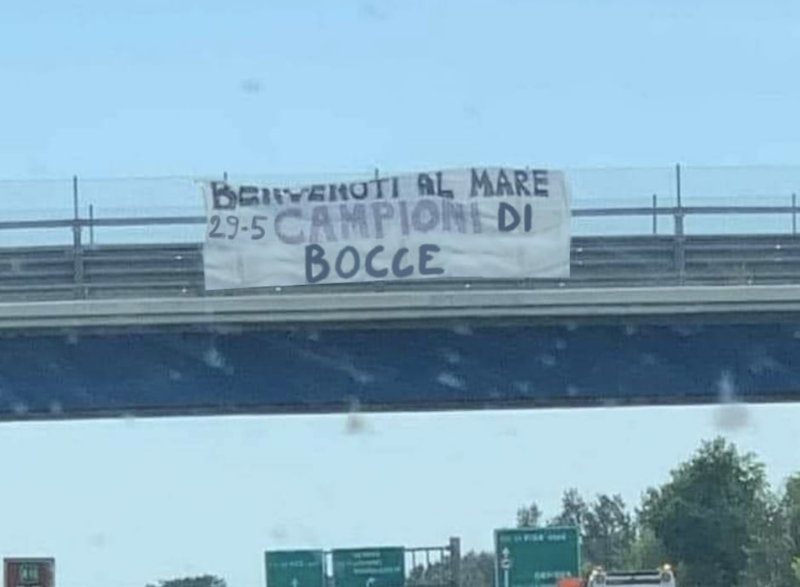 BENVENUTI AL MARE
29-5 CAMPIONI DI
BOCCE